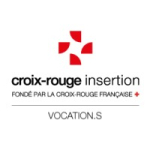 croix-rouge insertion
FONDÉ PAR LA CROIX-ROUGE FRANÇAISE
VOCATION.S